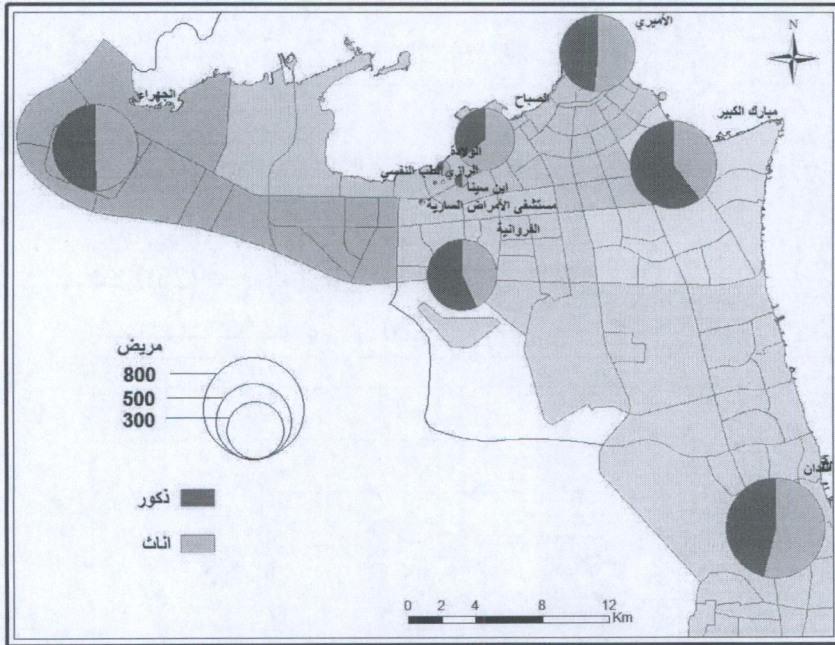 الأميري
N
الصباح
مبارك الكبير
الجهراء
الولادة
الرازي الطب النفسي
ابن سينا
مستشفى الأمراض السارية
الفروانية
مريض
800
500
300
ذكور
اناث
0 2 4 8 12
Km